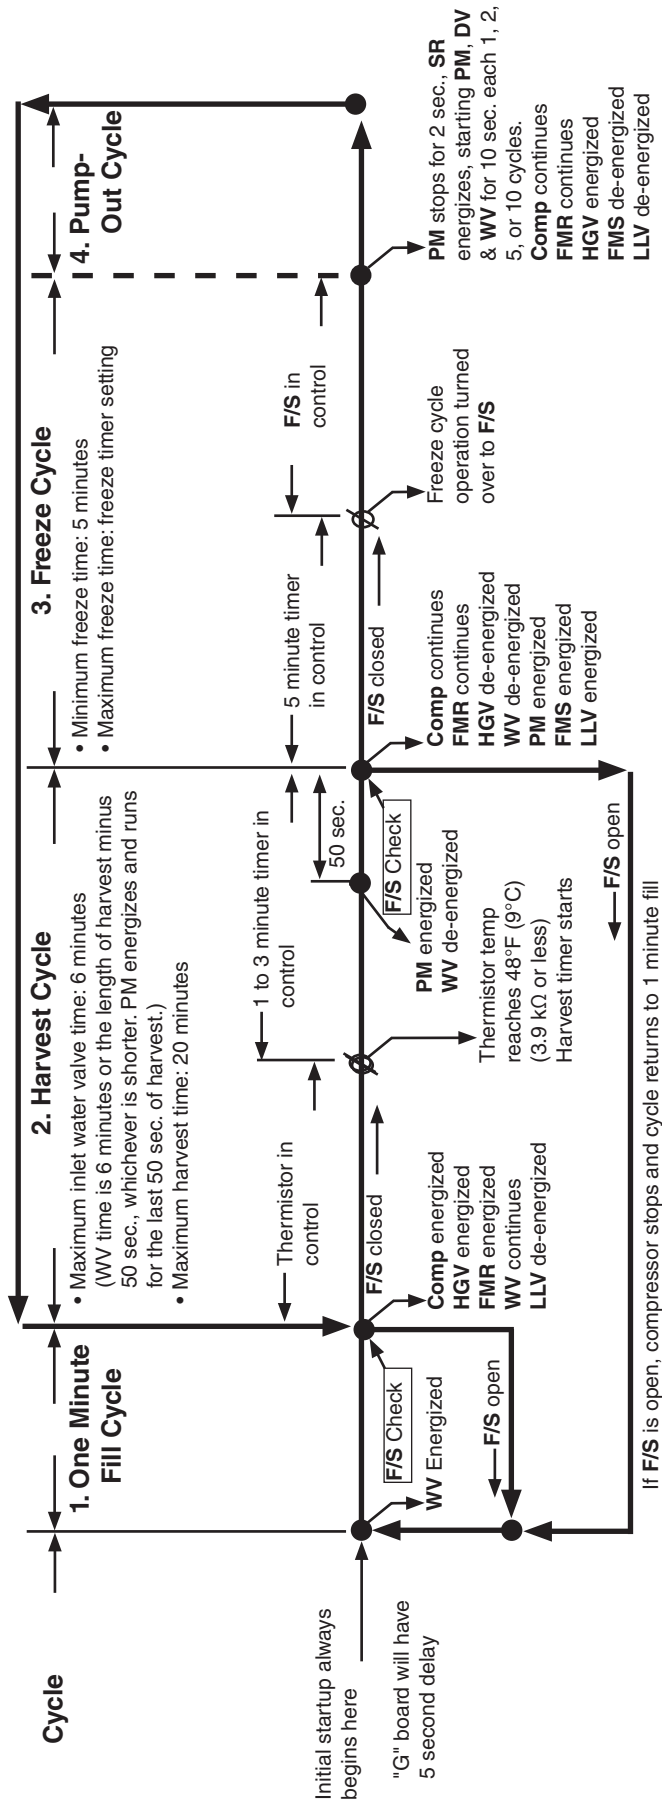 Cycle
1. One Minute
Fill Cycle
2. Harvest Cycle
• Maximum inlet water valve time: 6 minutes
(WV time is 6 minutes or the length of harvest minus
50 sec., whichever is shorter. PM energizes and runs
for the last 50 sec. of harvest.)
• Maximum harvest time: 20 minutes
3. Freeze Cycle
• Minimum freeze time: 5 minutes
• Maximum freeze time: freeze timer setting
4. Pump-
Out Cycle
Thermistor in
control
1 to 3 minute timer in
control
50 sec.
5 minute timer
in control
F/S in
control
Initial startup always
begins here
"G" board will have
5 second delay
F/S Check
WV Energized
F/S open
F/S closed
Comp energized
HGV energized
FMR energized
WV continues
LLV de-energized
Thermistor temp
reaches 48°F (9°C)
(3.9 kΩ or less)
Harvest timer starts
PM energized
WV de-energized
F/S Check
F/S closed
Comp continues
FMR continues
HGV de-energized
WV de-energized
PM energized
FMS energized
LLV energized
F/S open
Freeze cycle
operation turned
over to F/S
PM stops for 2 sec., SR
energizes, starting PM, DV
& WV for 10 sec. each 1, 2,
5, or 10 cycles.
Comp continues
FMR continues
HGV energized
FMS de-energized
LLV de-energized
If F/S is open, compressor stops and cycle returns to 1 minute fill